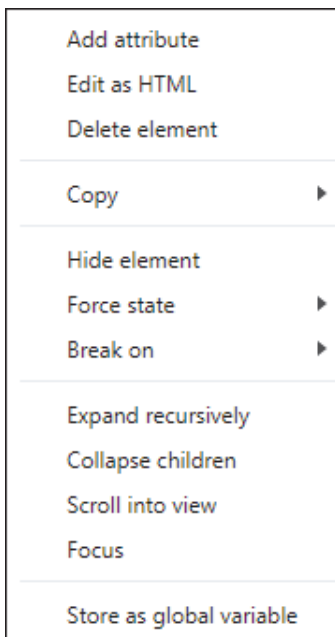 Add attribute
Edit as HTML
Delete element
Copy
Hide element
Force state
Break on
Expand recursively
Collapse children
Scroll into view
Focus
Store as global variable